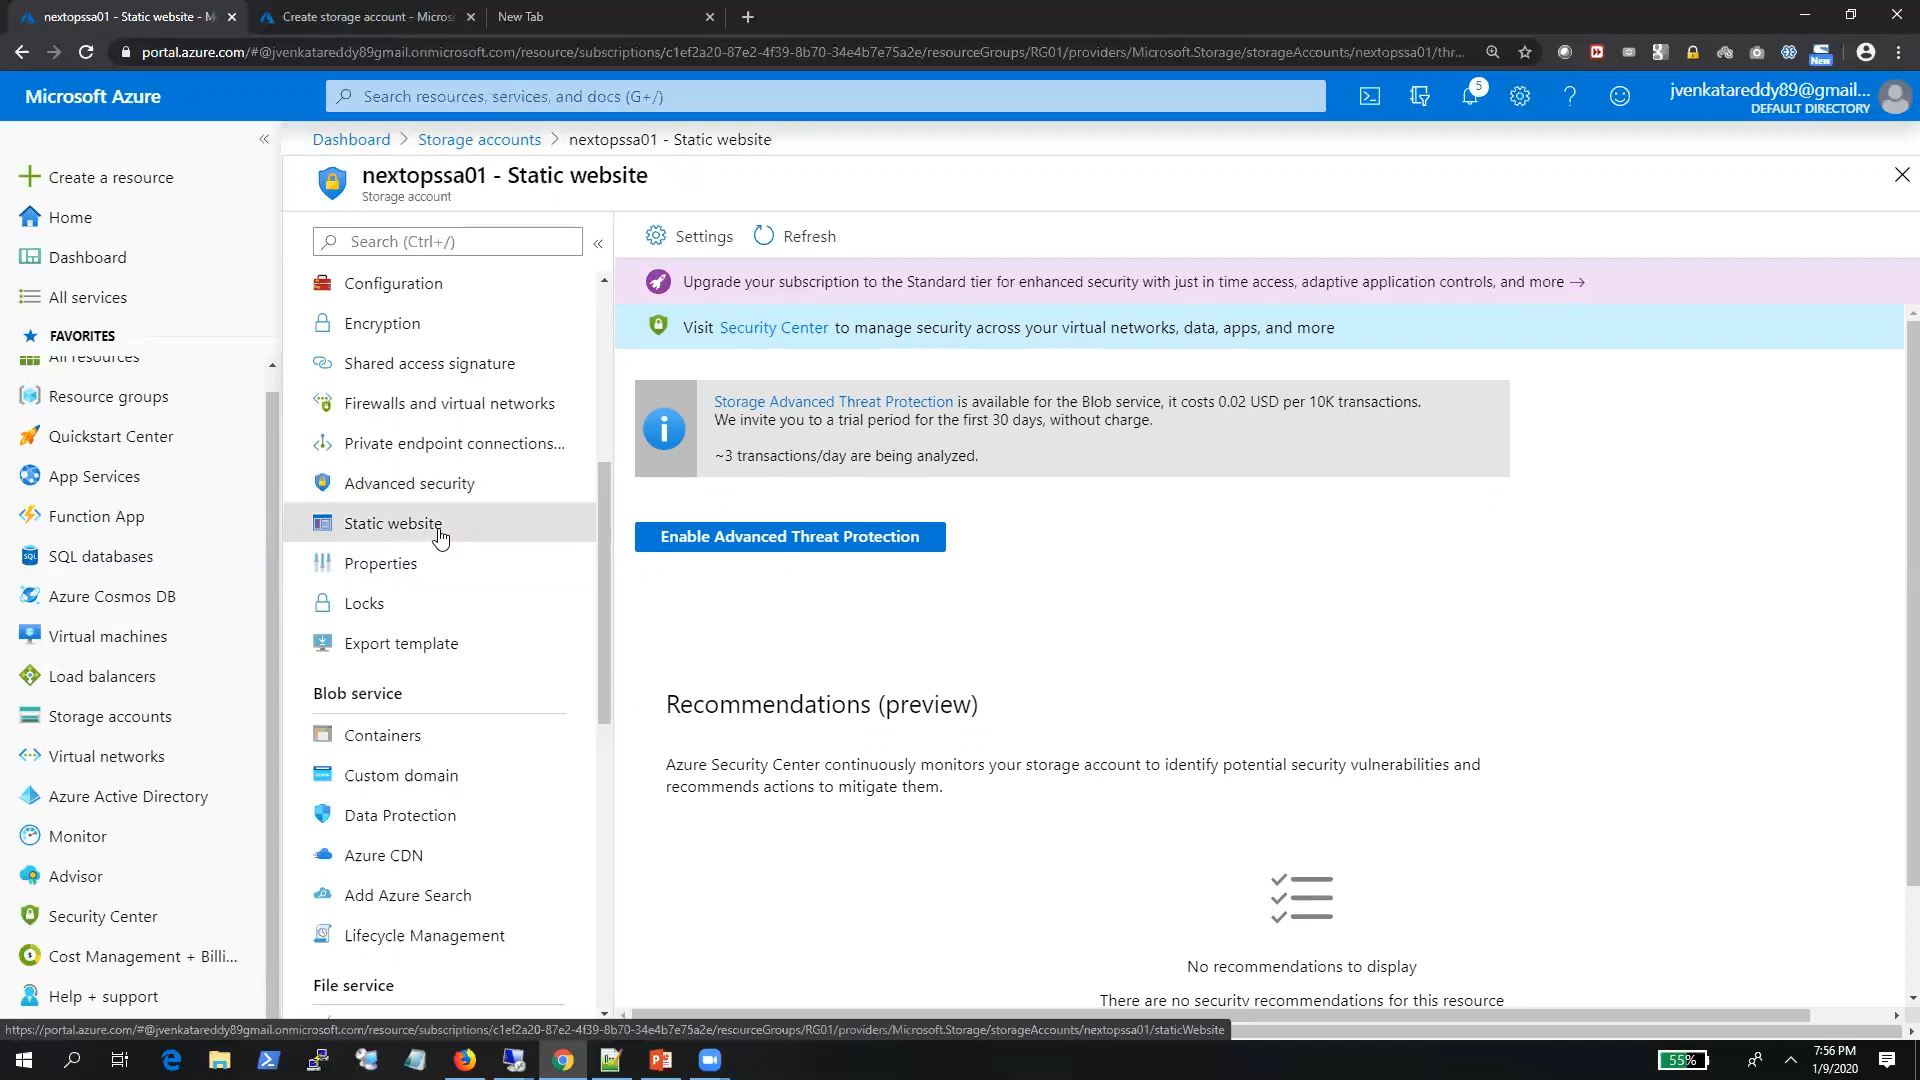 nextopssa01 - Static website - M
Create storage account - Micros
New Tab
portal.azure.com/#@jvenkatareddy89gmail.onmicrosoft.com/resource/subscriptions/c1ef2a20-87e2-4f39-8b70-34e4b7e75a2e/resourceGroups/RG01/providers/Microsoft.Storage/storageAccounts/nextopssa01/thr...
New
Microsoft Azure
Search resources, services, and docs (G+/)
5
jvenkatareddy89@gmail...
DEFAULT DIRECTORY
Create a resource
Home
Dashboard
All services
FAVORITES
All resources
Resource groups
Quickstart Center
App Services
Function App
SQL databases
Azure Cosmos DB
Virtual machines
Load balancers
Storage accounts
Virtual networks
Azure Active Directory
Monitor
Advisor
Security Center
Cost Management + Billi...
Help + support
Dashboard > Storage accounts > nextopssa01 - Static website
nextopssa01 - Static website
Storage account
Search (Ctrl+/)
Configuration
Encryption
Shared access signature
Firewalls and virtual networks
Private endpoint connections...
Advanced security
Static website
Properties
Locks
Export template
Blob service
Containers
Custom domain
Data Protection
Azure CDN
Add Azure Search
Lifecycle Management
File service
Settings
Refresh
Upgrade your subscription to the Standard tier for enhanced security with just in time access, adaptive application controls, and more →
Visit Security Center to manage security across your virtual networks, data, apps, and more
Storage Advanced Threat Protection is available for the Blob service, it costs 0.02 USD per 10K transactions.
We invite you to a trial period for the first 30 days, without charge.
~3 transactions/day are being analyzed.
Enable Advanced Threat Protection
Recommendations (preview)
Azure Security Center continuously monitors your storage account to identify potential security vulnerabilities and
recommends actions to mitigate them.
No recommendations to display
There are no security recommendations for this resource
https://portal.azure.com/#@jvenkatareddy89gmail.onmicrosoft.com/resource/subscriptions/c1ef2a20-87e2-4f39-8b70-34e4b7e75a2e/resourceGroups/RG01/providers/Microsoft.Storage/storageAccounts/nextopssa01/staticWebsite
55%
7:56 PM
1/9/2020